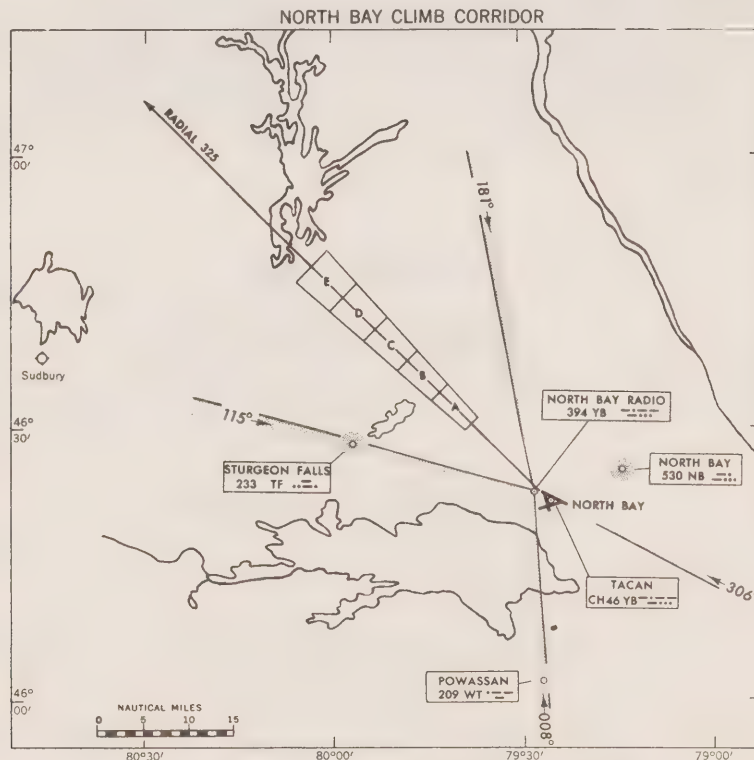 NORTH BAY CLIMB CORRIDOR
RADIAL 325
47°
00'
181°
E
D
C
B
A
Sudbury
NORTH BAY RADIO
394 YB
46°
30'
115°
STURGEON FALLS
233 TF
NORTH BAY
530 NB
NORTH BAY
TACAN
CH46 YB
306
POWASSAN
209 WT
008°
46°
00'
NAUTICAL MILES
0 5 10 15
80°30' 80°00' 79°30' 79°00'